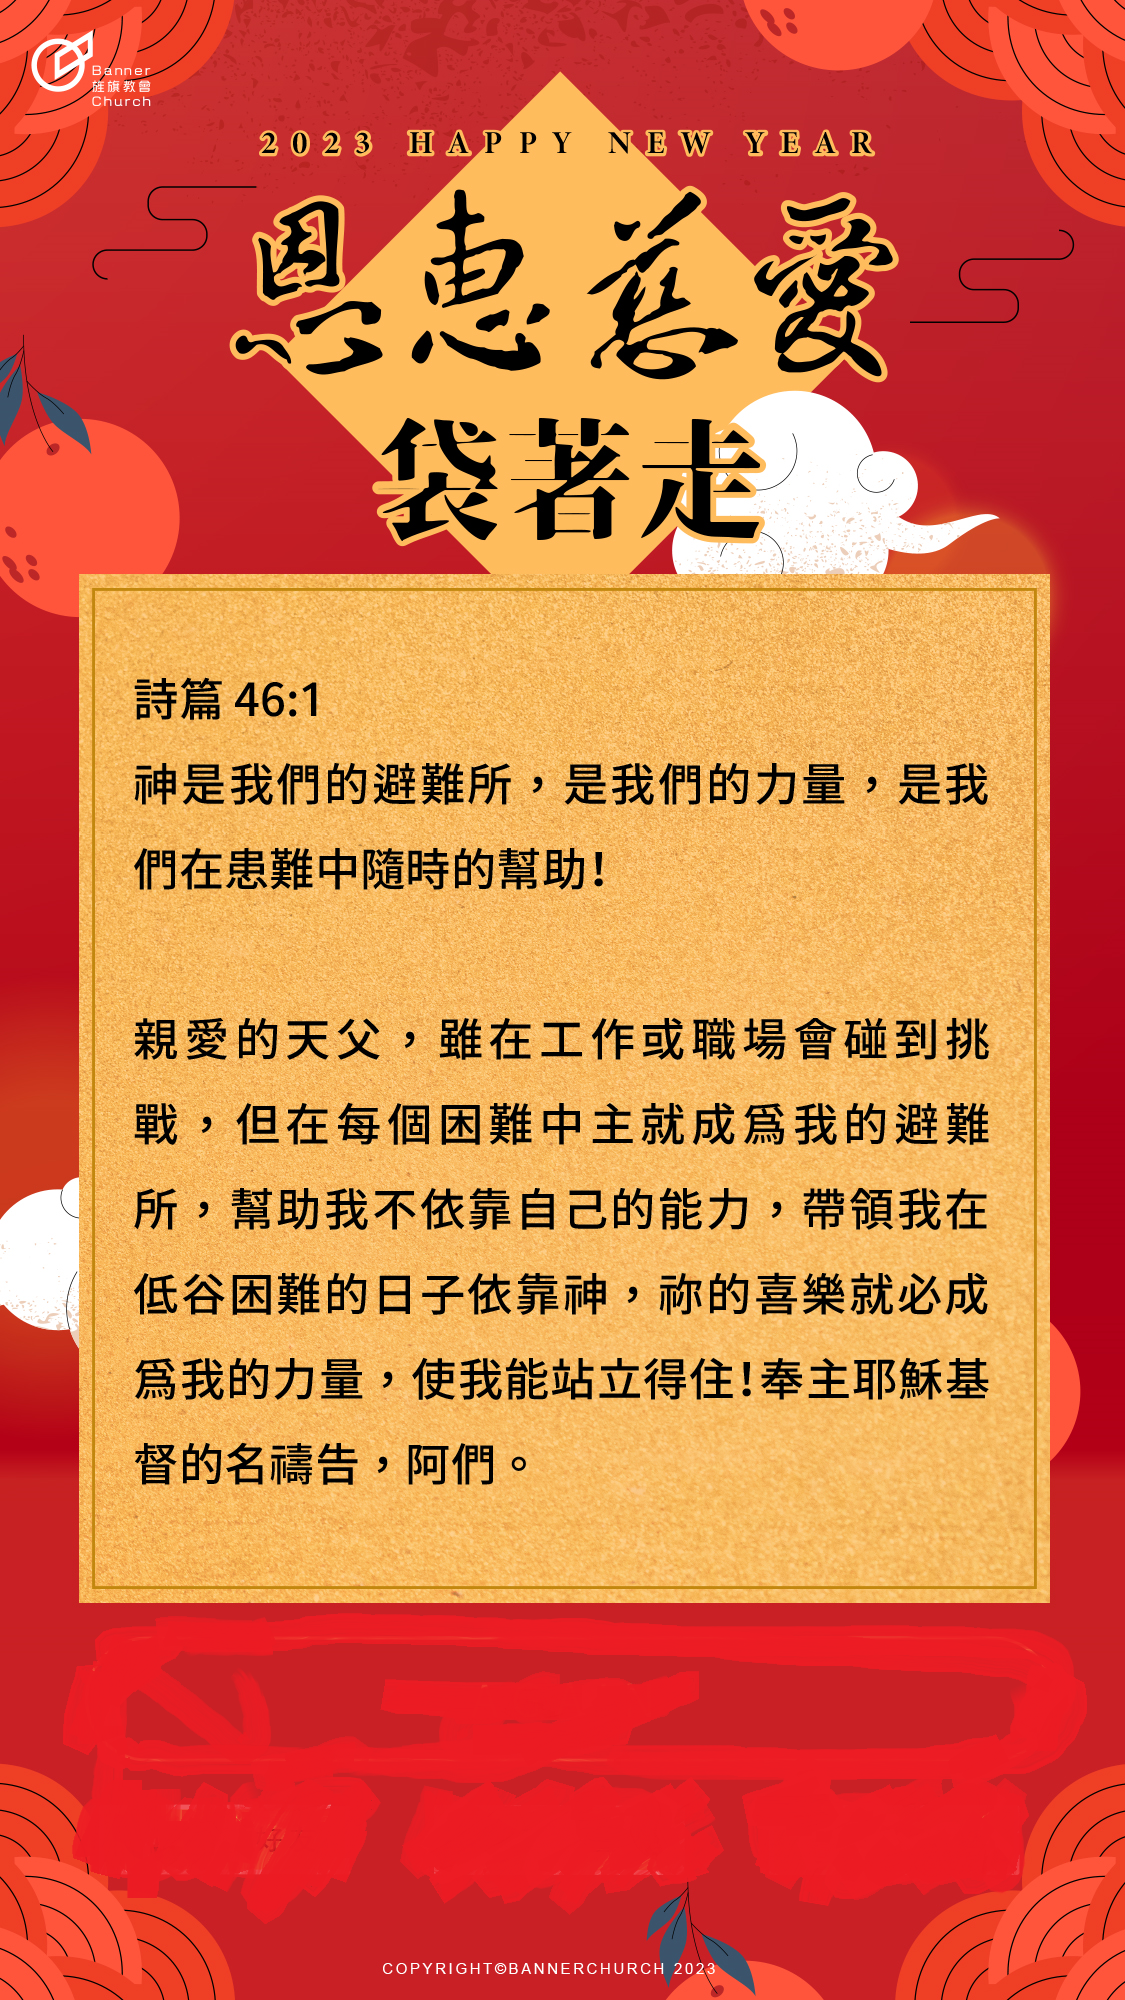 Banner
旌旗教會
Church
2023 HAPPY NEW YEAR
恩惠慈愛
袋著走
詩篇 46:1
神是我們的避難所，是我們的力量，是我
們在患難中隨時的幫助！
親愛的天父，雖在工作或職場會碰到挑
戰，但在每個困難中主就成爲我的避難
所，幫助我不依靠自己的能力，帶領我在
低谷困難的日子依靠神，祢的喜樂就必成
爲我的力量，使我能站立得住！奉主耶穌基
督的名禱告，阿們。
COPYRIGHT©BANNERCHURCH 2023